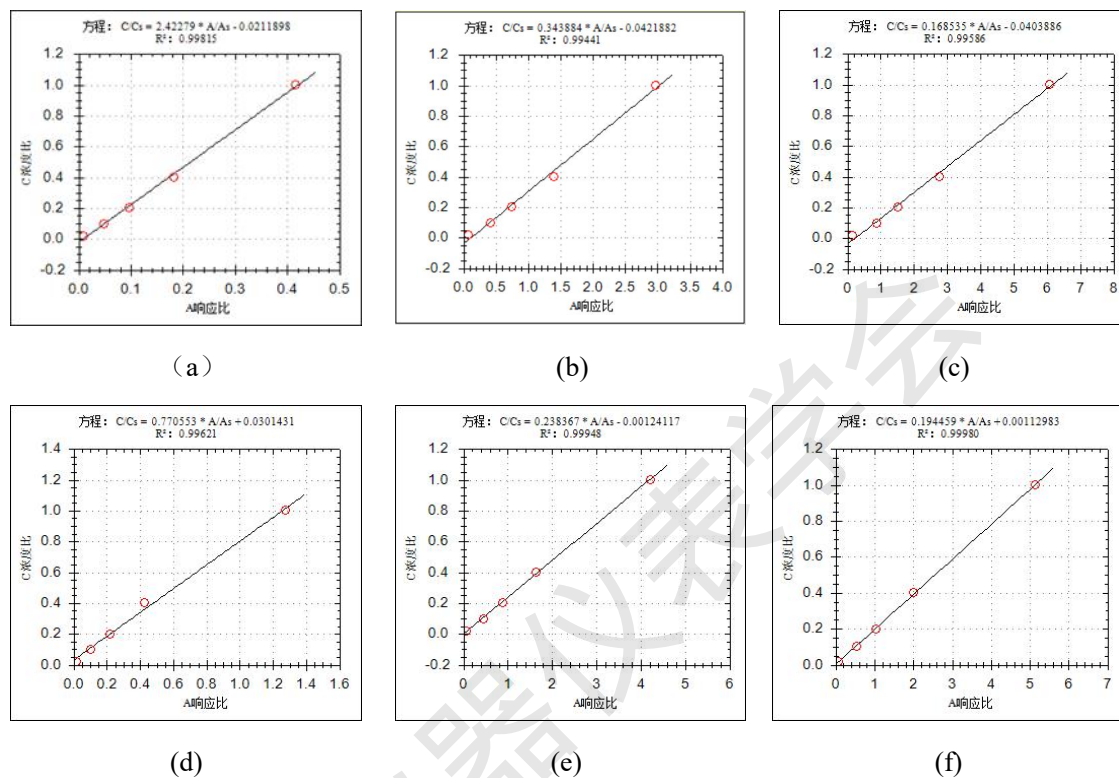 方程： C/Cs = 2.42279 * A/As - 0.0211898
R²： 0.99815
1.2
1.0
0.8
0.6
0.4
0.2
0.0
-0.2
C 浓度比
0.0 0.1 0.2 0.3 0.4 0.5
A响应比
(a)
方程： C/Cs = 0.343884 * A/As - 0.0421882
R²： 0.99441
1.2
1.0
0.8
0.6
0.4
0.2
0.0
-0.2
C 浓度比
0.0 0.5 1.0 1.5 2.0 2.5 3.0 3.5 4.0
A响应比
(b)
方程： C/Cs = 0.168535 * A/As - 0.0403886
R²： 0.99586
1.2
1.0
0.8
0.6
0.4
0.2
0.0
-0.2
C 浓度比
0 1 2 3 4 5 6 7 8
A响应比
(c)
方程： C/Cs = 0.770553 * A/As + 0.0301431
R²： 0.99621
1.4
1.2
1.0
0.8
0.6
0.4
0.2
0.0
C 浓度比
0.0 0.2 0.4 0.6 0.8 1.0 1.2 1.4 1.6
A响应比
(d)
方程： C/Cs = 0.238367 * A/As - 0.00124117
R²： 0.99948
1.2
1.0
0.8
0.6
0.4
0.2
0.0
-0.2
C 浓度比
0 1 2 3 4 5 6
A响应比
(e)
方程： C/Cs = 0.194459 * A/As + 0.00112983
R²： 0.99980
1.2
1.0
0.8
0.6
0.4
0.2
0.0
C 浓度比
0 1 2 3 4 5 6 7
A响应比
(f)
器仪表学会